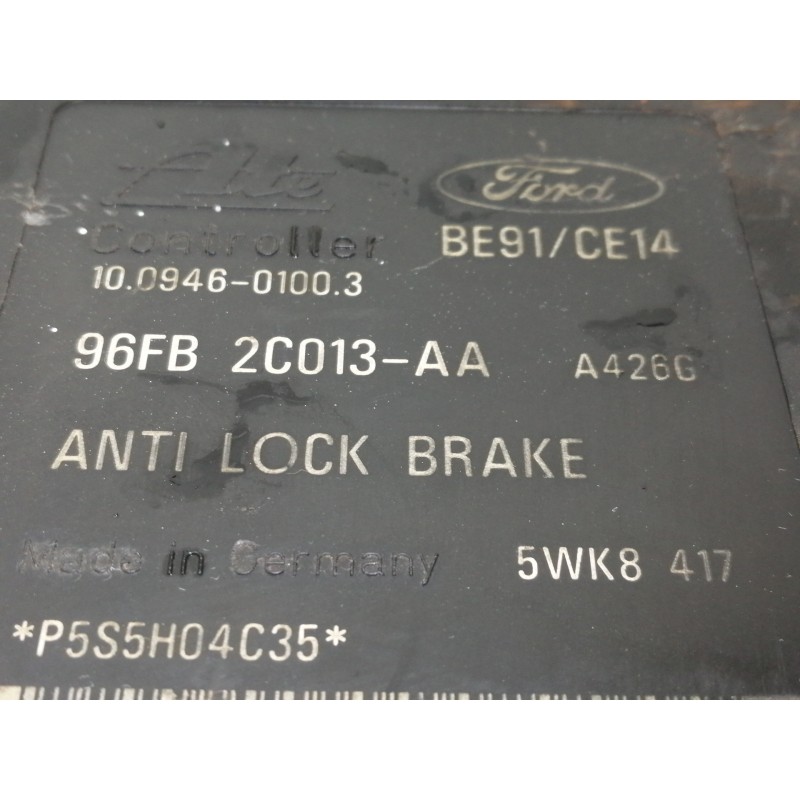 Ate
Ford
Controller
BE91/CE14
10.0946-0100.3
96FB 2C013-AA A426G
ANTI LOCK BRAKE
Made in Germany 5WK8 417
*P5S5H04C35*